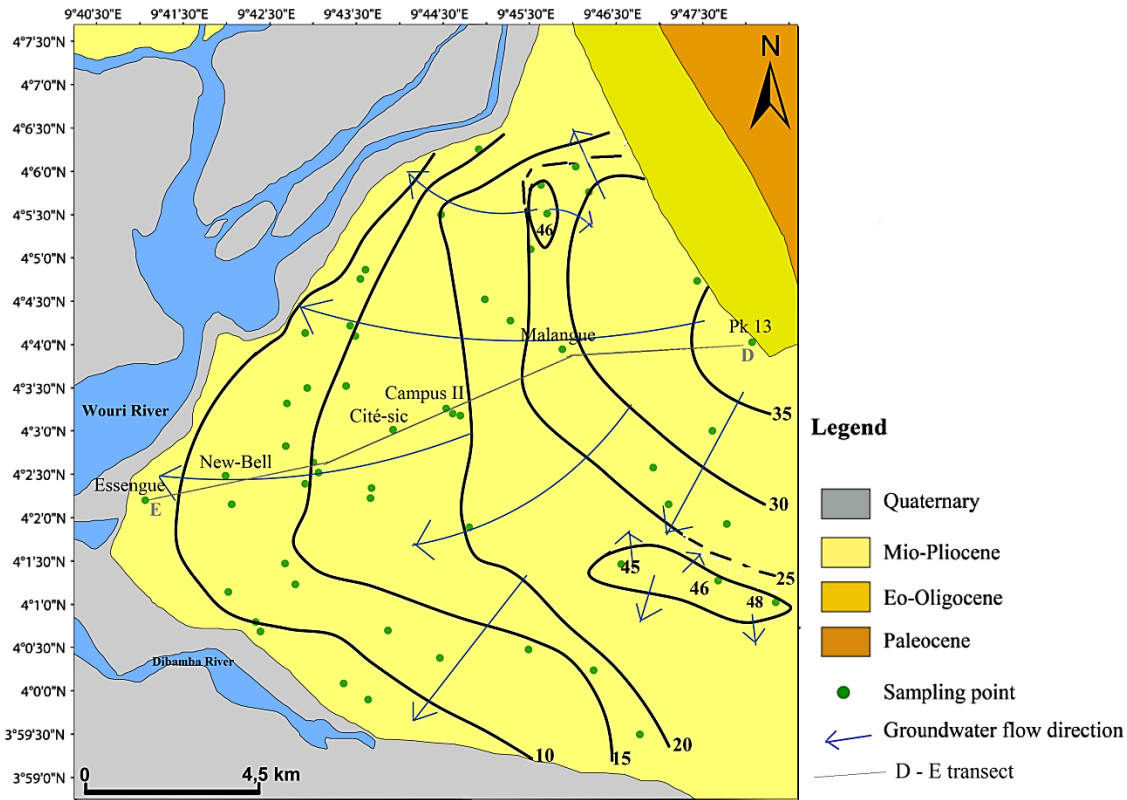 9°40'30"E 9°41'30"E 9°42'30"E 9°43'30"E 9°44'30"E 9°45'30"E 9°46'30"E 9°47'30"E
4°7'30"N
4°7'0"N
4°6'30"N
4°6'0"N
4°5'30"N
4°5'0"N
4°4'30"N
4°4'0"N
4°3'30"N
4°3'0"N
4°2'30"N
4°2'0"N
4°1'30"N
4°1'0"N
4°0'30"N
4°0'0"N
3°59'30"N
3°59'0"N
N
46
Pk 13
D
Malangue
Campus II
Cité-sic
Wouri River
New-Bell
Essengue
E
35
30
25
45
46
48
Dibamba River
10
15
20
0 4,5 km
Legend
Quaternary
Mio-Pliocene
Eo-Oligocene
Paleocene
Sampling point
Groundwater flow direction
D - E transect